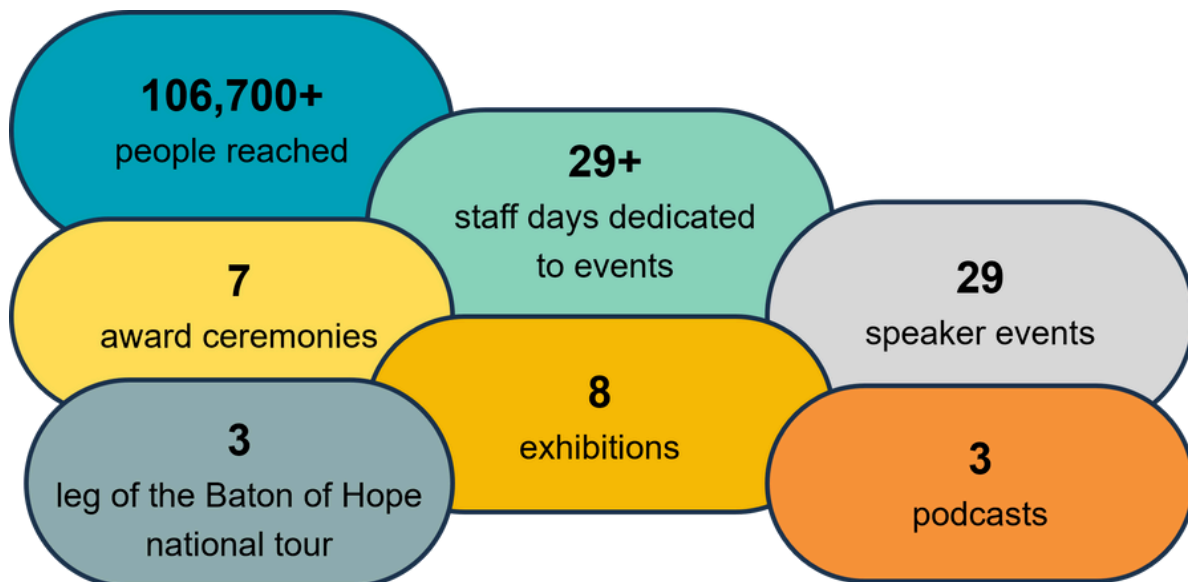 106,700+
people reached
29+
staff days dedicated
to events
7
award ceremonies
29
speaker events
8
exhibitions
3
leg of the Baton of Hope
national tour
3
podcasts